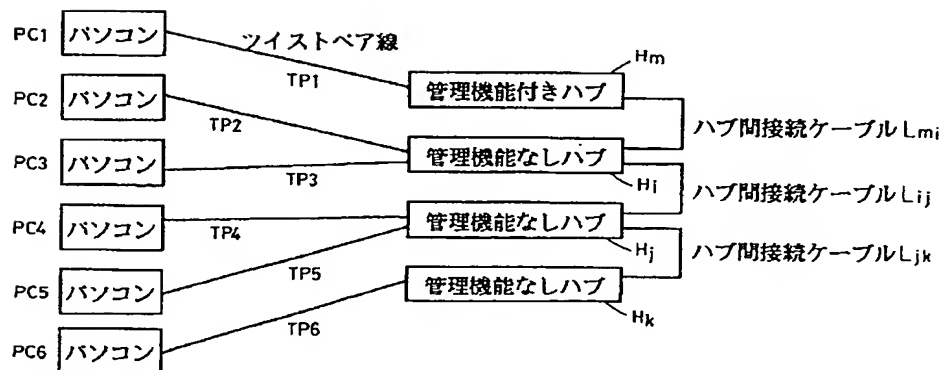 PC1 パソコン
ツイストペア線
TP1
Hm
管理機能付きハブ
PC2 パソコン
TP2
ハブ間接続ケーブルLmi
管理機能なしハブ
PC3 パソコン
TP3
Hi
ハブ間接続ケーブルLij
PC4 パソコン
TP4
管理機能なしハブ
Hj
ハブ間接続ケーブルLjk
TP5
PC5 パソコン
管理機能なしハブ
TP6
Hk
PC6 パソコン